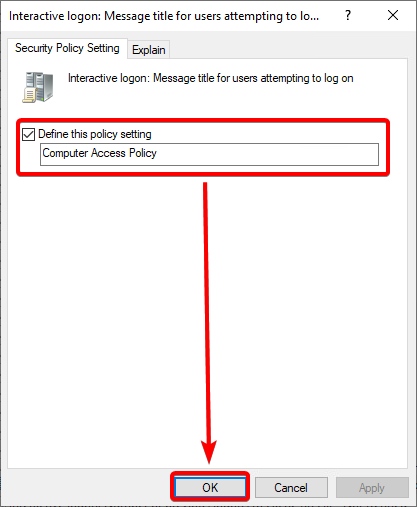 Interactive logon: Message title for users attempting to lo...
? ×
Security Policy Setting
Explain
Interactive logon: Message title for users attempting to log on
Define this policy setting
Computer Access Policy
OK
Cancel
Apply